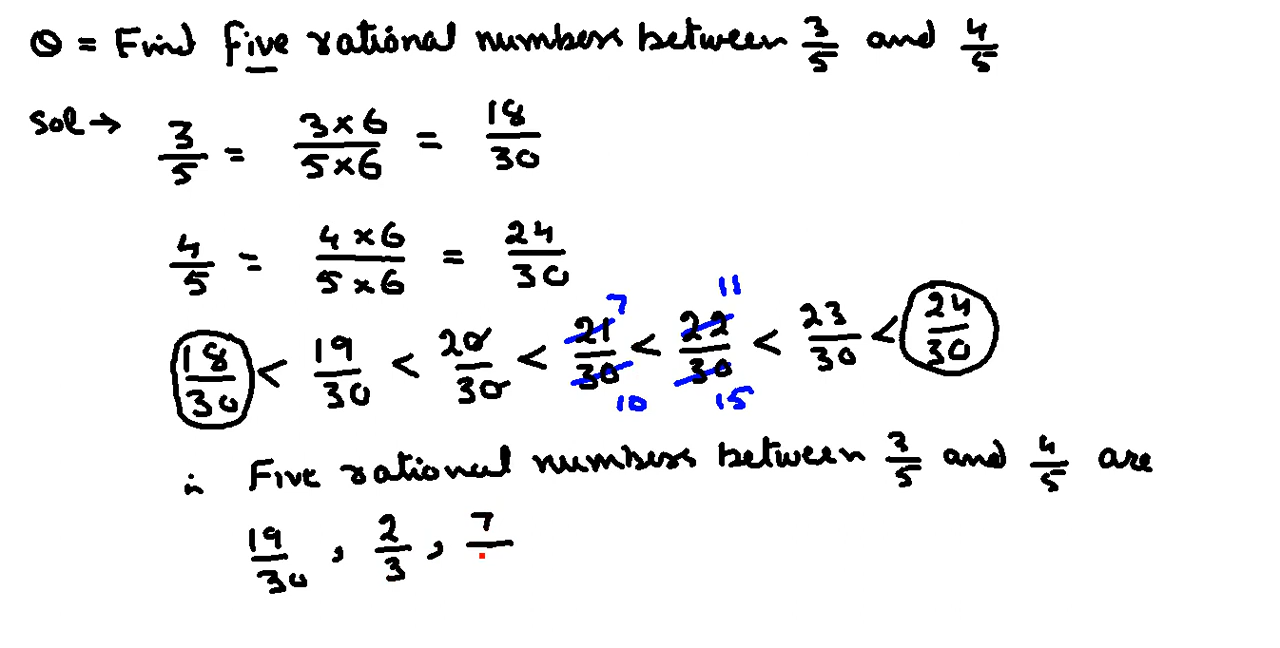 Q = Find five rational numbers between 3/5 and 4/5
Sol → 3/5 = 3×6/5×6 = 18/30
4/5 = 4×6/5×6 = 24/30
7 11
18/30 < 19/30 < 20/30 < 21/30 < 22/30 < 23/30 < 24/30
10 15
∴ Five rational numbers between 3/5 and 4/5 are
19/30 , 2/3 , 7/